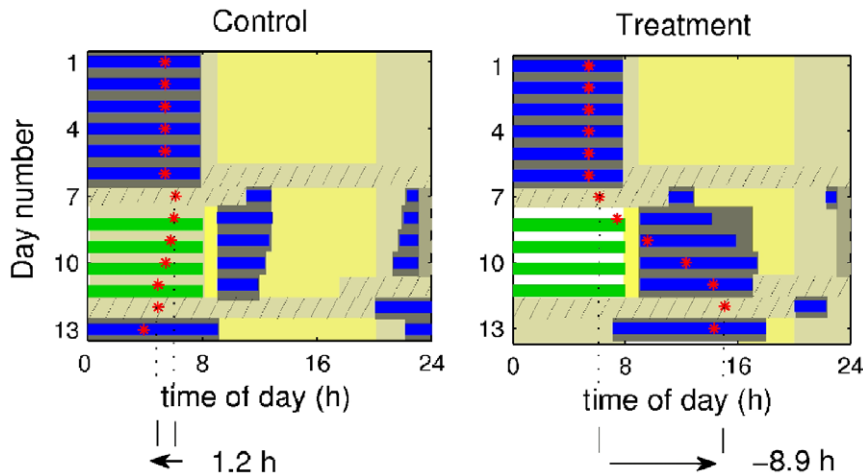 Control
Treatment
Day number
1
4
7
10
13
0
8
16
24
time of day (h)
1.2 h
1
4
7
10
13
0
8
16
24
time of day (h)
−8.9 h